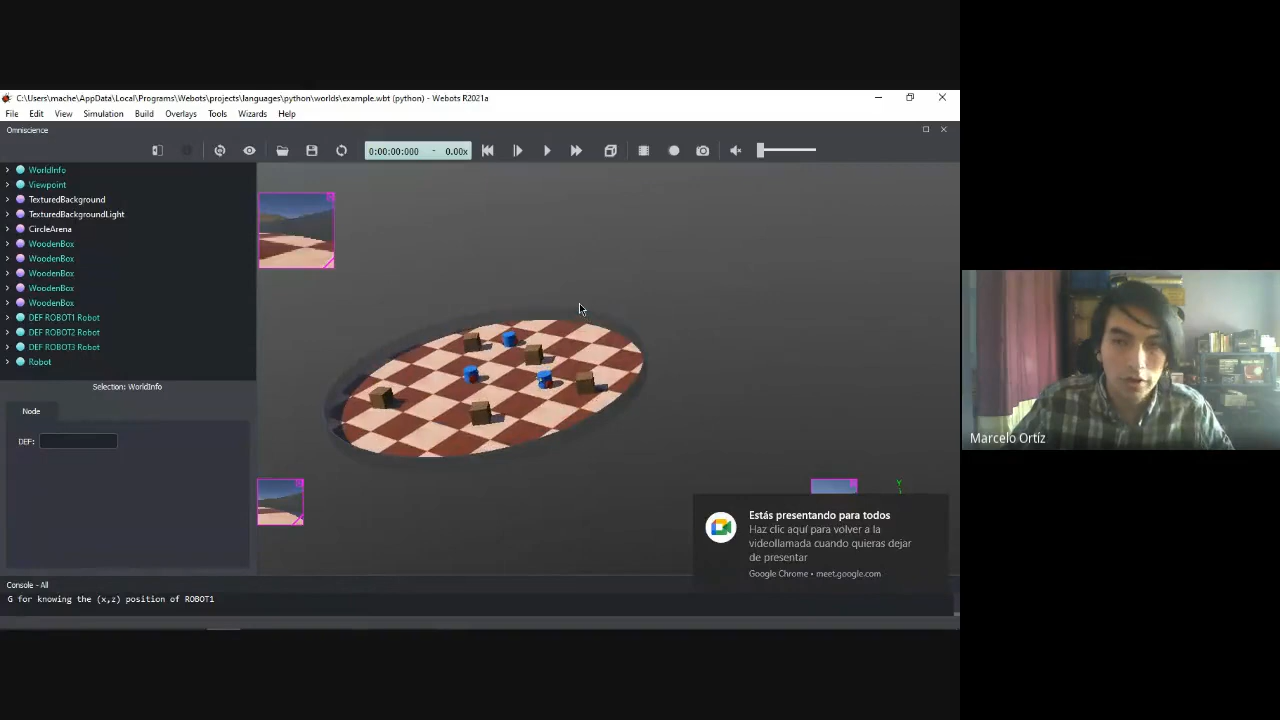 C:\Users\mache\AppData\Local\Programs\Webots\projects\languages\python\worlds\example.wbt (python) - Webots R2021a
File Edit View Simulation Build Overlays Tools Wizards Help
Omniscience
0:00:00:000 - 0.00x
WorldInfo
Viewpoint
TexturedBackground
TexturedBackgroundLight
CircleArena
WoodenBox
WoodenBox
WoodenBox
WoodenBox
WoodenBox
DEF ROBOT1 Robot
DEF ROBOT2 Robot
DEF ROBOT3 Robot
Robot
Selection: WorldInfo
Node
DEF:
Y
Estás presentando para todos
Haz clic aquí para volver a la
videollamada cuando quieras dejar
de presentar
Google Chrome • meet.google.com
Console - All
G for knowing the (x,z) position of ROBOT1
Marcelo Ortíz